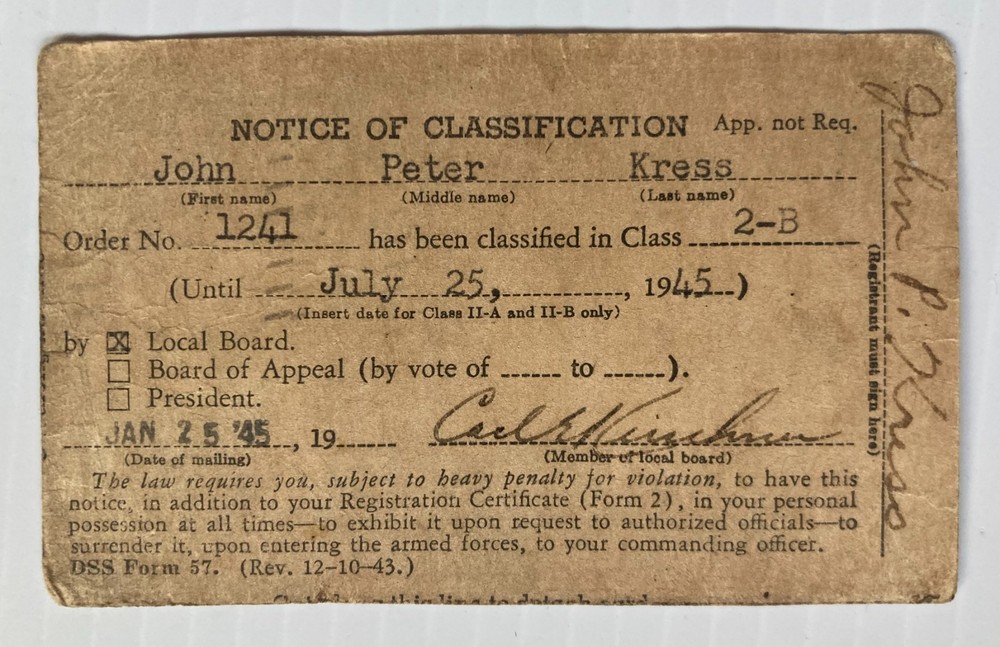 NOTICE OF CLASSIFICATION App. not Req.
John Peter Kress
(First name) (Middle name) (Last name)
Order No. 1241 has been classified in Class 2-B
(Until July 25, , 1945)
(Insert date for Class II-A and II-B only)
by ☒ Local Board.
☐ Board of Appeal (by vote of ------ to ------).
☐ President.
JAN 25 '45, 19
(Date of mailing) (Member of local board)
The law requires you, subject to heavy penalty for violation, to have this
notice, in addition to your Registration Certificate (Form 2), in your personal
possession at all times—to exhibit it upon request to authorized officials—to
surrender it, upon entering the armed forces, to your commanding officer.
DSS Form 57. (Rev. 12-10-43.)
(Registrant must sign here)
John P. Kress